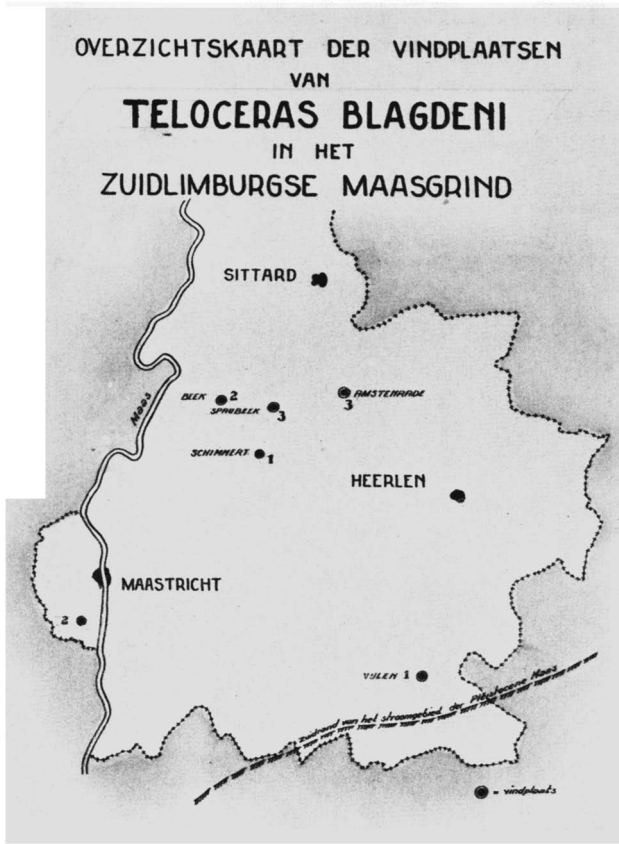 OVERZICHTSKAART DER VINDPLAATSEN
VAN
TELOCERAS BLAGDENI
IN HET
ZUIDLIMBURGSE MAASGRIND
SITTARD
Maas
BEEK 2
SPAUBEEK 3
AMSTENRADE
3
SCHIMMERT 1
HEERLEN
MAASTRICHT
2
VIJLEN 1
Zuidrand van het stroomgebied der Pleistocene Maas
= vindplaats